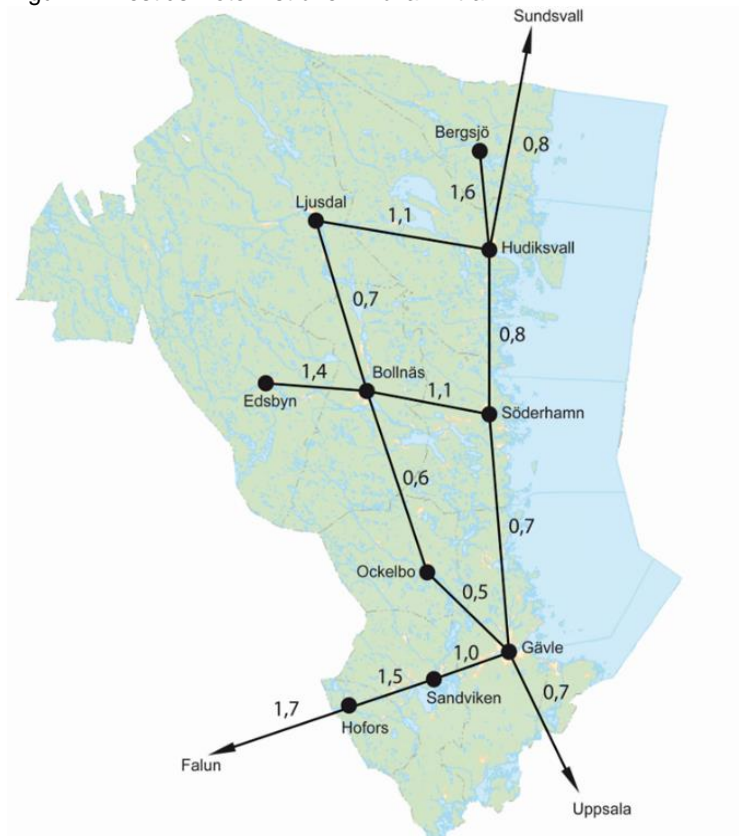 Sundsvall
Bergsjö
0,8
1,6
Ljusdal
1,1
Hudiksvall
0,7
0,8
Bollnäs
1,4
1,1
Edsbyn
Söderhamn
0,6
0,7
Ockelbo
0,5
Gävle
1,0
1,5
0,7
Sandviken
1,7
Hofors
Falun
Uppsala